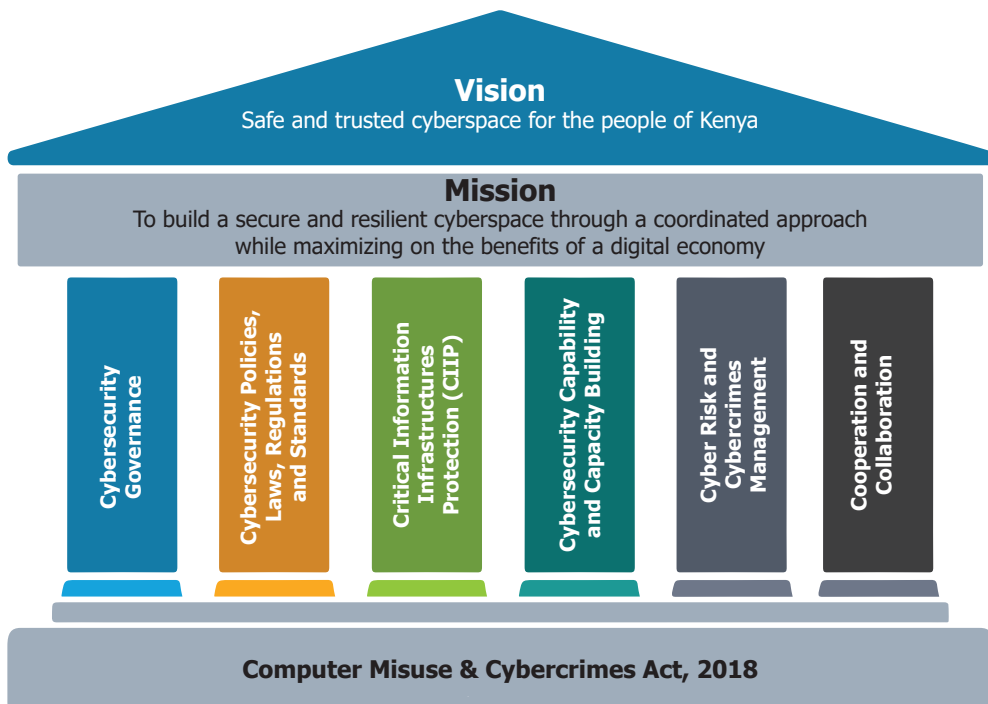 Vision
Safe and trusted cyberspace for the people of Kenya
Mission
To build a secure and resilient cyberspace through a coordinated approach
while maximizing on the benefits of a digital economy
Cybersecurity
Governance
Cybersecurity Policies,
Laws, Regulations
and Standards
Critical Information
Infrastructures
Protection (CIIP)
Cybersecurity Capability
and Capacity Building
Cyber Risk and
Cybercrimes
Management
Cooperation and
Collaboration
Computer Misuse & Cybercrimes Act, 2018